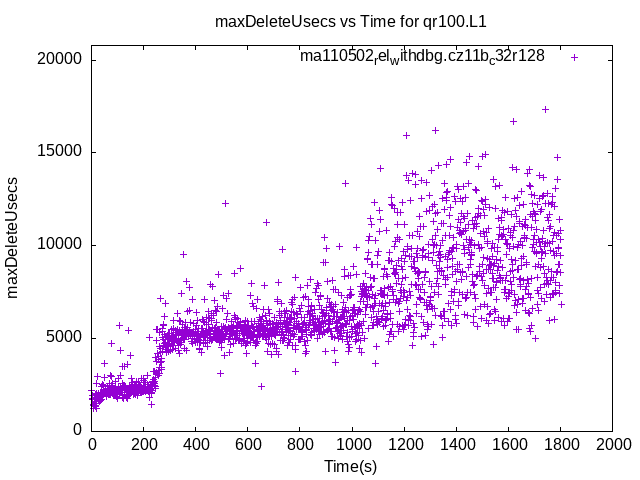 maxDeleteUsecs vs Time for qr100.L1
ma110502relwithdbg.cz11bc32r128
maxDeleteUsecs
20000
15000
10000
5000
0
0 200 400 600 800 1000 1200 1400 1600 1800 2000
Time(s)